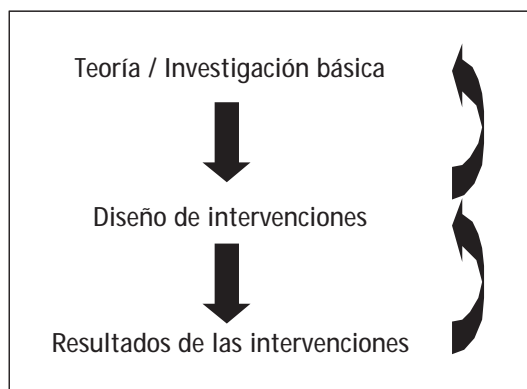 Teoría / Investigación básica
Diseño de intervenciones
Resultados de las intervenciones